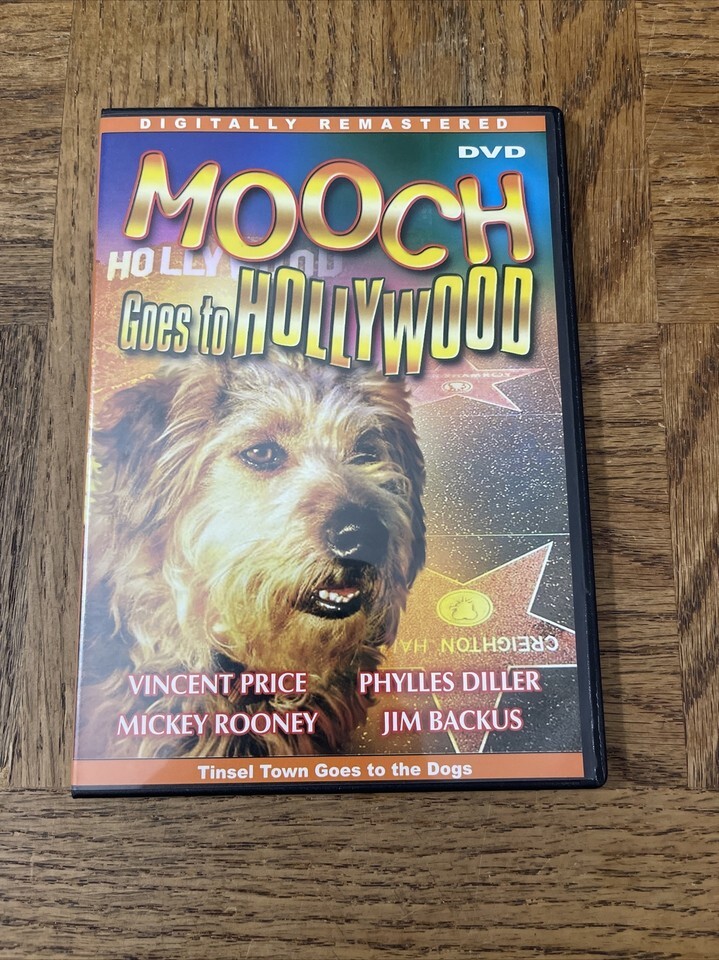 DIGITALLY REMASTERED
DVD
MOOCH
HOLLYWOOD
Goes to HOLLYWOOD
CREIGHTON HA
VINCENT PRICE PHYLLES DILLER
MICKEY ROONEY JIM BACKUS
Tinsel Town Goes to the Dogs